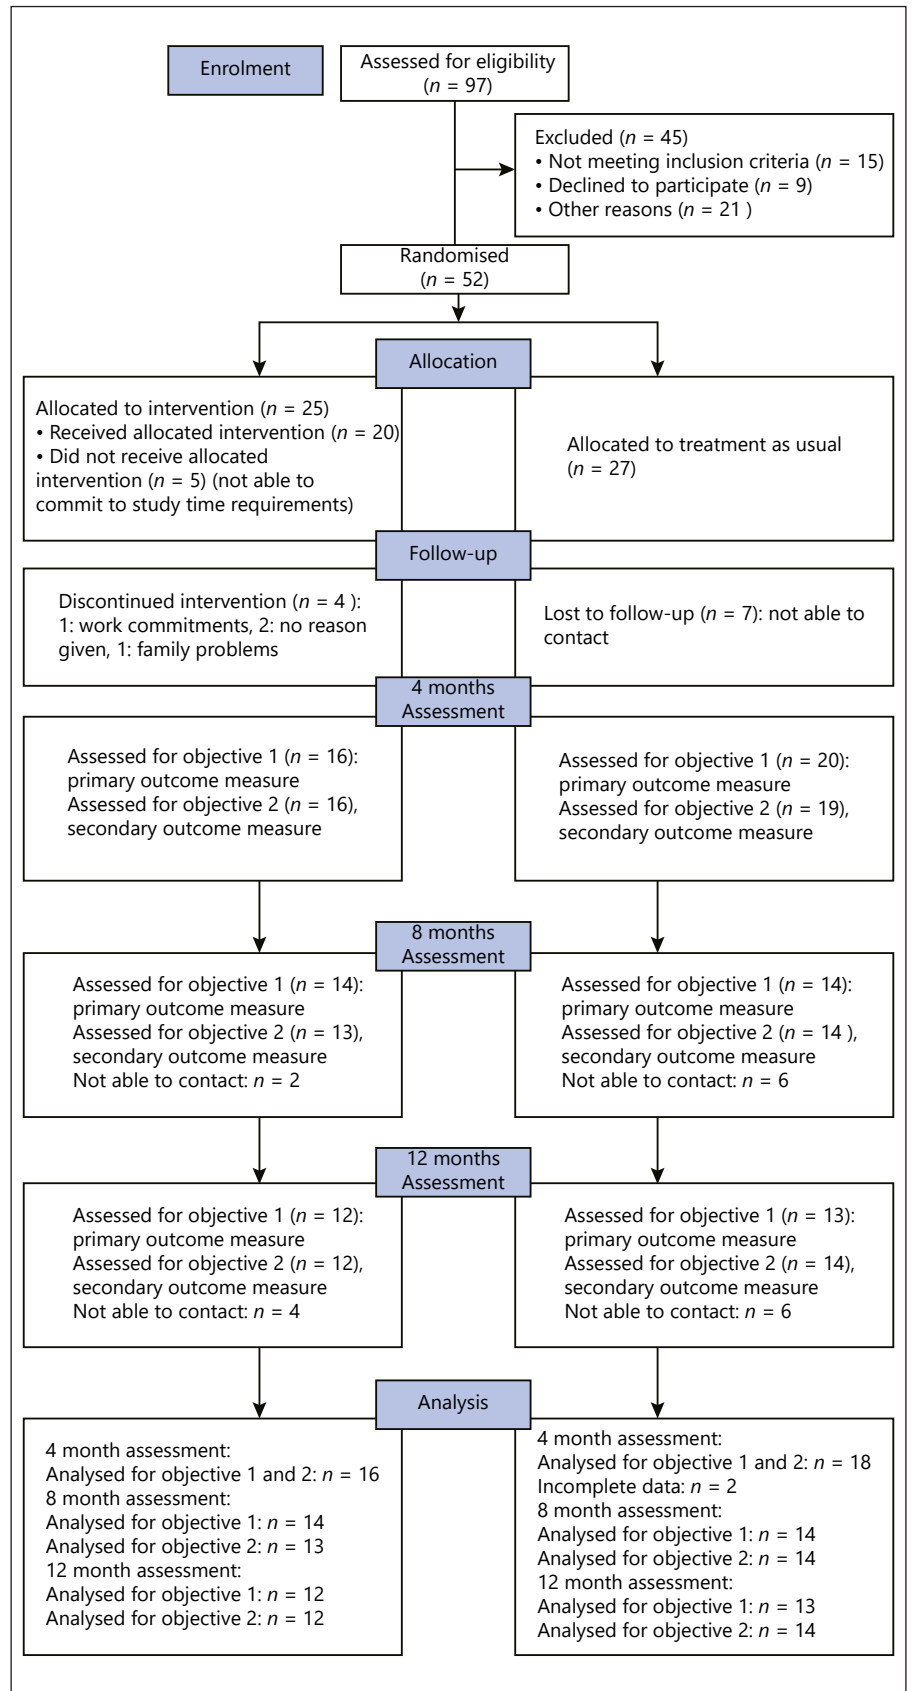 Enrolment
Assessed for eligibility
(n = 97)
Excluded (n = 45)
• Not meeting inclusion criteria (n = 15)
• Declined to participate (n = 9)
• Other reasons (n = 21 )
Randomised
(n = 52)
Allocation
Allocated to intervention (n = 25)
• Received allocated intervention (n = 20)
• Did not receive allocated
intervention (n = 5) (not able to
commit to study time requirements)
Allocated to treatment as usual
(n = 27)
Follow-up
Discontinued intervention (n = 4 ):
1: work commitments, 2: no reason
given, 1: family problems
Lost to follow-up (n = 7): not able to
contact
4 months
Assessment
Assessed for objective 1 (n = 16):
primary outcome measure
Assessed for objective 2 (n = 16),
secondary outcome measure
Assessed for objective 1 (n = 20):
primary outcome measure
Assessed for objective 2 (n = 19),
secondary outcome measure
8 months
Assessment
Assessed for objective 1 (n = 14):
primary outcome measure
Assessed for objective 2 (n = 13),
secondary outcome measure
Not able to contact: n = 2
Assessed for objective 1 (n = 14):
primary outcome measure
Assessed for objective 2 (n = 14 ),
secondary outcome measure
Not able to contact: n = 6
12 months
Assessment
Assessed for objective 1 (n = 12):
primary outcome measure
Assessed for objective 2 (n = 12),
secondary outcome measure
Not able to contact: n = 4
Assessed for objective 1 (n = 13):
primary outcome measure
Assessed for objective 2 (n = 14),
secondary outcome measure
Not able to contact: n = 6
Analysis
4 month assessment:
Analysed for objective 1 and 2: n = 16
8 month assessment:
Analysed for objective 1: n = 14
Analysed for objective 2: n = 13
12 month assessment:
Analysed for objective 1: n = 12
Analysed for objective 2: n = 12
4 month assessment:
Analysed for objective 1 and 2: n = 18
Incomplete data: n = 2
8 month assessment:
Analysed for objective 1: n = 14
Analysed for objective 2: n = 14
12 month assessment:
Analysed for objective 1: n = 13
Analysed for objective 2: n = 14